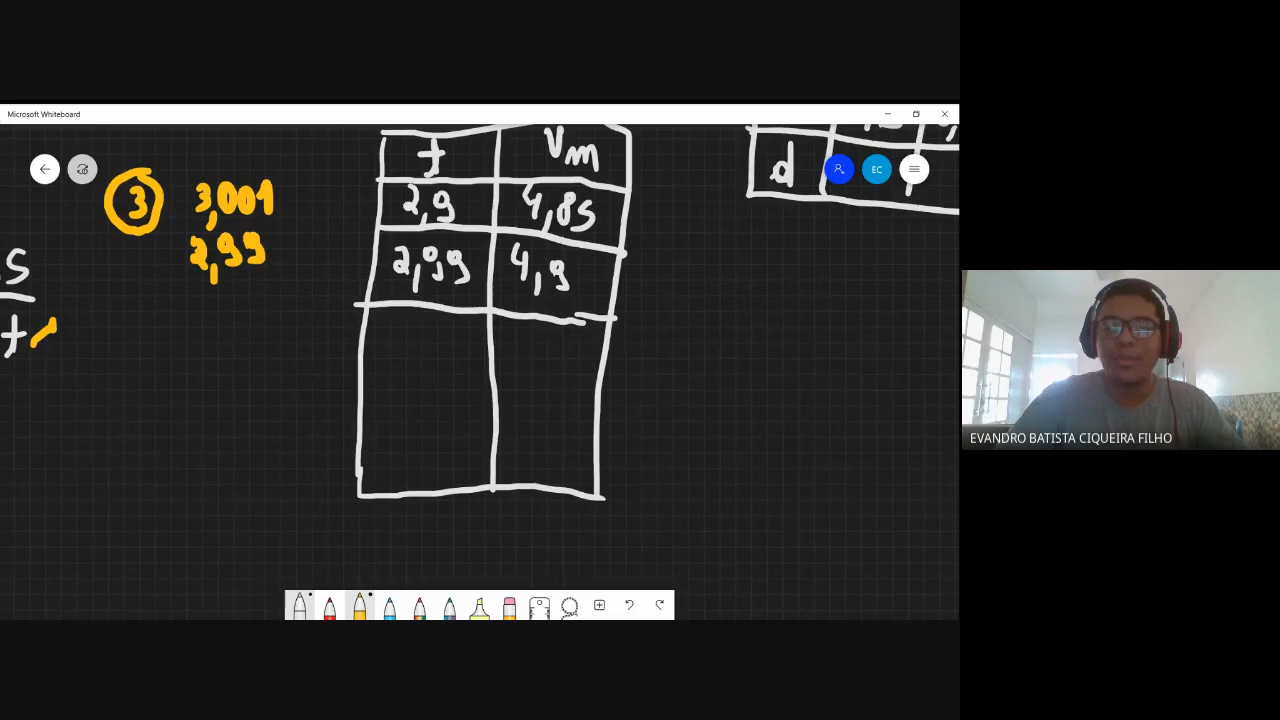 Microsoft Whiteboard
t Vm
③ 3,001
2,99
2,9 4,85
2,99 4,9
s
t
d
EC
EVANDRO BATISTA CIQUEIRA FILHO